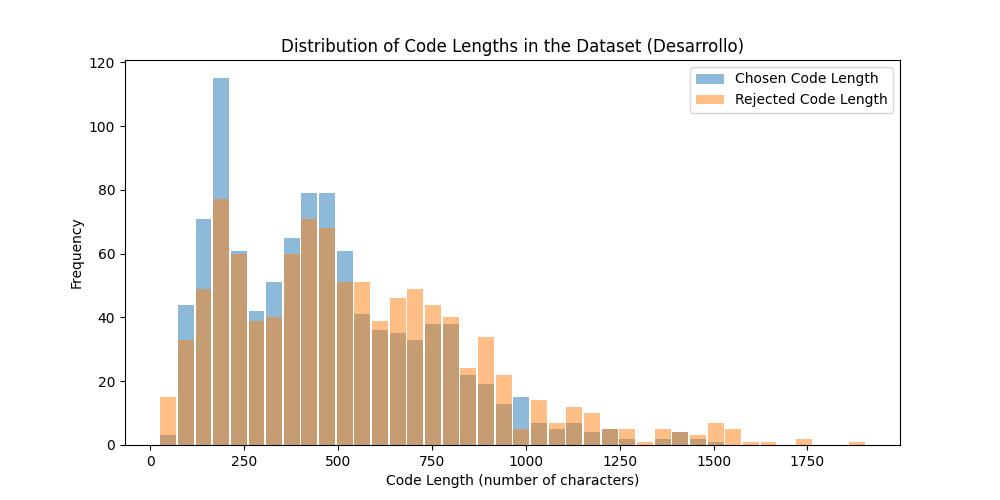 Distribution of Code Lengths in the Dataset (Desarrollo)
Chosen Code Length
Rejected Code Length
120
100
80
60
40
20
0
Frequency
0 250 500 750 1000 1250 1500 1750
Code Length (number of characters)